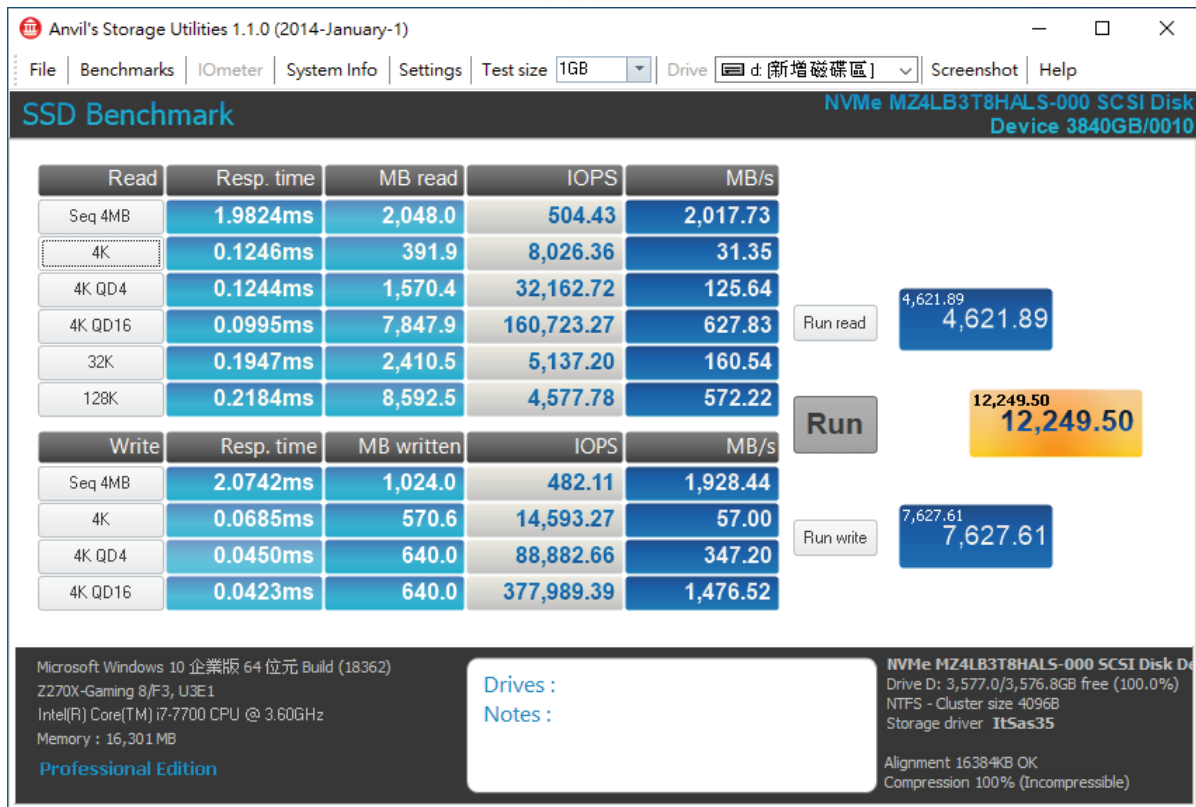 Anvil's Storage Utilities 1.1.0 (2014-January-1)
File Benchmarks IOmeter System Info Settings Test size 1GB Drive d: [新增磁碟區] Screenshot Help
SSD Benchmark
NVMe MZ4LB3T8HALS-000 SCSI Disk
Device 3840GB/0010
Read Resp. time MB read IOPS MB/s
Seq 4MB 1.9824ms 2,048.0 504.43 2,017.73
4K 0.1246ms 391.9 8,026.36 31.35
4K QD4 0.1244ms 1,570.4 32,162.72 125.64
4K QD16 0.0995ms 7,847.9 160,723.27 627.83
32K 0.1947ms 2,410.5 5,137.20 160.54
128K 0.2184ms 8,592.5 4,577.78 572.22
Run read
4,621.89
4,621.89
Run
12,249.50
12,249.50
Write Resp. time MB written IOPS MB/s
Seq 4MB 2.0742ms 1,024.0 482.11 1,928.44
4K 0.0685ms 570.6 14,593.27 57.00
4K QD4 0.0450ms 640.0 88,882.66 347.20
4K QD16 0.0423ms 640.0 377,989.39 1,476.52
Run write
7,627.61
7,627.61
Microsoft Windows 10 企業版 64 位元 Build (18362)
Z270X-Gaming 8/F3, U3E1
Intel(R) Core(TM) i7-7700 CPU @ 3.60GHz
Memory : 16,301 MB
Professional Edition
Drives :
Notes :
NVMe MZ4LB3T8HALS-000 SCSI Disk De
Drive D: 3,577.0/3,576.8GB free (100.0%)
NTFS - Cluster size 4096B
Storage driver ItSas35
Alignment 16384KB OK
Compression 100% (Incompressible)